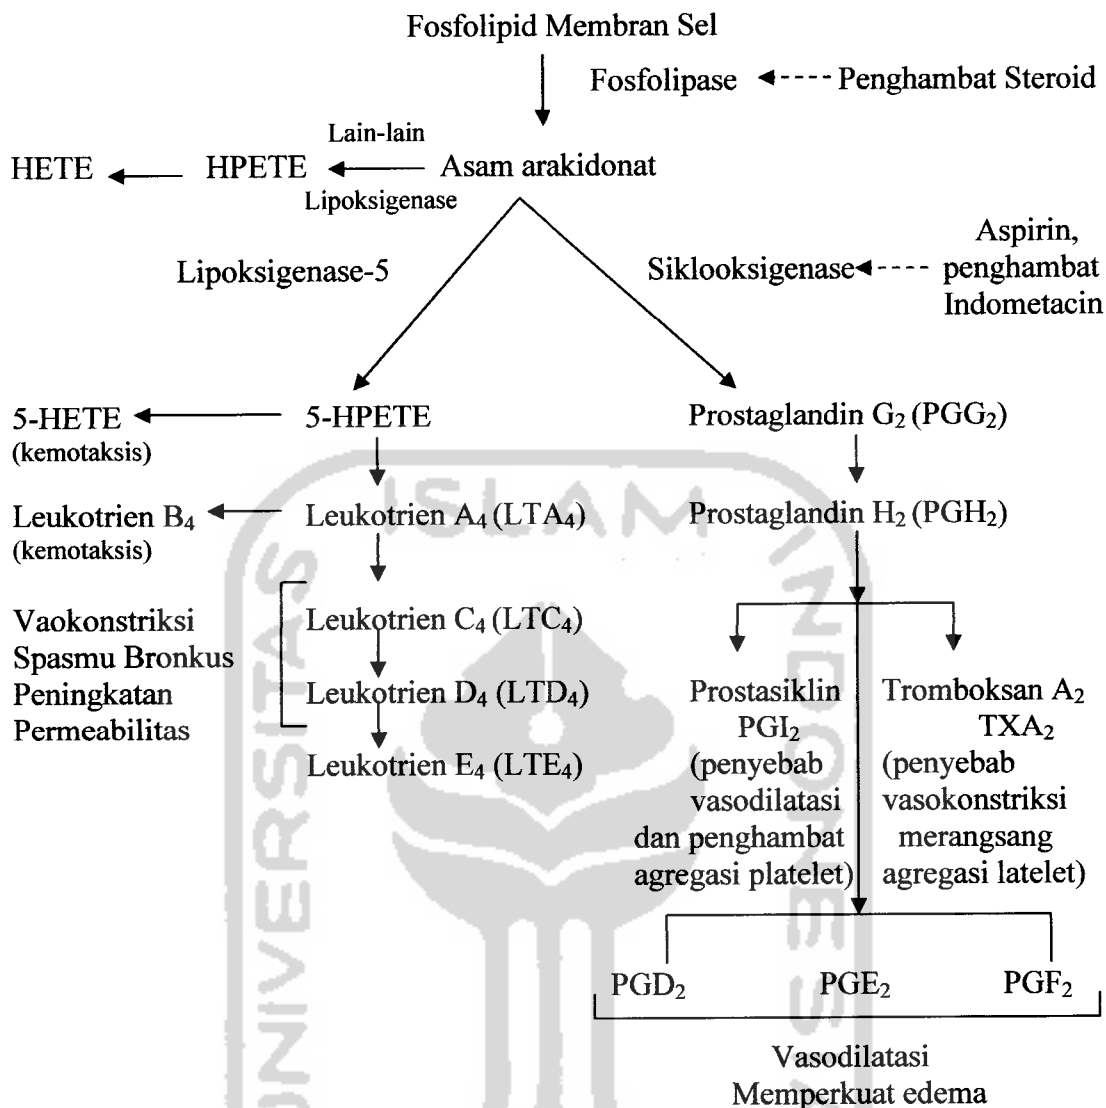 Fosfolipid Membran Sel
Fosfolipase
Penghambat Steroid
Lain-lain
HETE
HPETE
Asam arakidonat
Lipoksigenase
Lipoksigenase-5
Siklooksigenase
Aspirin,
penghambat
Indometacin
5-HETE
(kemotaksis)
5-HPETE
Prostaglandin G₂ (PGG₂)
Leukotrien B₄
(kemotaksis)
Leukotrien A₄ (LTA₄)
Prostaglandin H₂ (PGH₂)
Vaokonstriksi
Spasmu Bronkus
Peningkatan
Permeabilitas
Leukotrien C₄ (LTC₄)
Leukotrien D₄ (LTD₄)
Leukotrien E₄ (LTE₄)
Prostasiklin
PGI₂
(penyebab
vasodilatasi
dan penghambat
agregasi platelet)
Tromboksan A₂
TXA₂
(penyebab
vasokonstriksi
merangsang
agregasi latelet)
PGD₂
PGE₂
PGF₂
Vasodilatasi
Memperkuat edema
UNIVERSITAS
ISLAM
INDONESIA